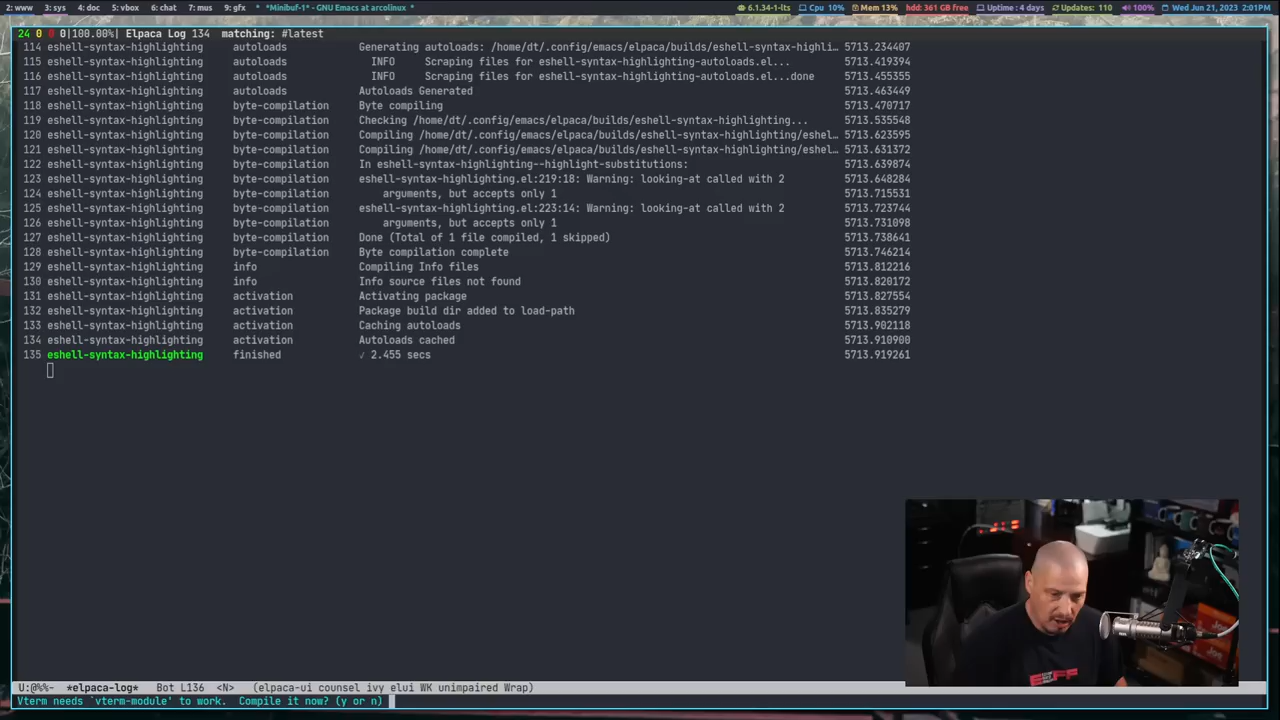 2: www 3: sys 4: doc 5: vbox 6: chat 7: mus 9: gfx * *Minibuf-1* - GNU Emacs at arcolinux * 6.1.34-1-lts Cpu 10% Mem 13% hdd: 361 GB free Uptime: 4 days Updates: 110 100% Wed Jun 21, 2023 2:01PM
24 0 0 0|100.00%| Elpaca Log 134 matching: #latest
114 eshell-syntax-highlighting autoloads Generating autoloads: /home/dt/.config/emacs/elpaca/builds/eshell-syntax-highli… 5713.234407
115 eshell-syntax-highlighting autoloads INFO Scraping files for eshell-syntax-highlighting-autoloads.el... 5713.419394
116 eshell-syntax-highlighting autoloads INFO Scraping files for eshell-syntax-highlighting-autoloads.el...done 5713.455355
117 eshell-syntax-highlighting autoloads Autoloads Generated 5713.463449
118 eshell-syntax-highlighting byte-compilation Byte compiling 5713.470717
119 eshell-syntax-highlighting byte-compilation Checking /home/dt/.config/emacs/elpaca/builds/eshell-syntax-highlighting... 5713.535548
120 eshell-syntax-highlighting byte-compilation Compiling /home/dt/.config/emacs/elpaca/builds/eshell-syntax-highlighting/eshel… 5713.623595
121 eshell-syntax-highlighting byte-compilation Compiling /home/dt/.config/emacs/elpaca/builds/eshell-syntax-highlighting/eshel… 5713.631372
122 eshell-syntax-highlighting byte-compilation In eshell-syntax-highlighting--highlight-substitutions: 5713.639874
123 eshell-syntax-highlighting byte-compilation eshell-syntax-highlighting.el:219:18: Warning: looking-at called with 2 5713.648284
124 eshell-syntax-highlighting byte-compilation arguments, but accepts only 1 5713.715531
125 eshell-syntax-highlighting byte-compilation eshell-syntax-highlighting.el:223:14: Warning: looking-at called with 2 5713.723744
126 eshell-syntax-highlighting byte-compilation arguments, but accepts only 1 5713.731098
127 eshell-syntax-highlighting byte-compilation Done (Total of 1 file compiled, 1 skipped) 5713.738641
128 eshell-syntax-highlighting byte-compilation Byte compilation complete 5713.746214
129 eshell-syntax-highlighting info Compiling Info files 5713.812216
130 eshell-syntax-highlighting info Info source files not found 5713.820172
131 eshell-syntax-highlighting activation Activating package 5713.827554
132 eshell-syntax-highlighting activation Package build dir added to load-path 5713.835279
133 eshell-syntax-highlighting activation Caching autoloads 5713.902118
134 eshell-syntax-highlighting activation Autoloads cached 5713.910900
135 eshell-syntax-highlighting finished ✓ 2.455 secs 5713.919261
U:@%%- *elpaca-log* Bot L136 <N> (elpaca-ui counsel ivy elui WK unimpaired Wrap)
Vterm needs `vterm-module' to work. Compile it now? (y or n)